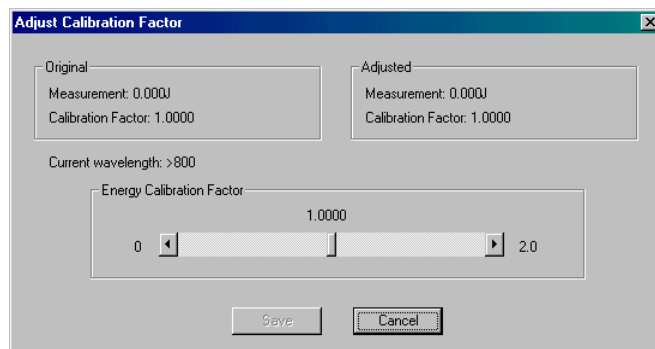 Adjust Calibration Factor
Original
Measurement: 0.000J
Calibration Factor: 1.0000
Adjusted
Measurement: 0.000J
Calibration Factor: 1.0000
Current wavelength: >800
Energy Calibration Factor
1.0000
0 2.0
Save Cancel